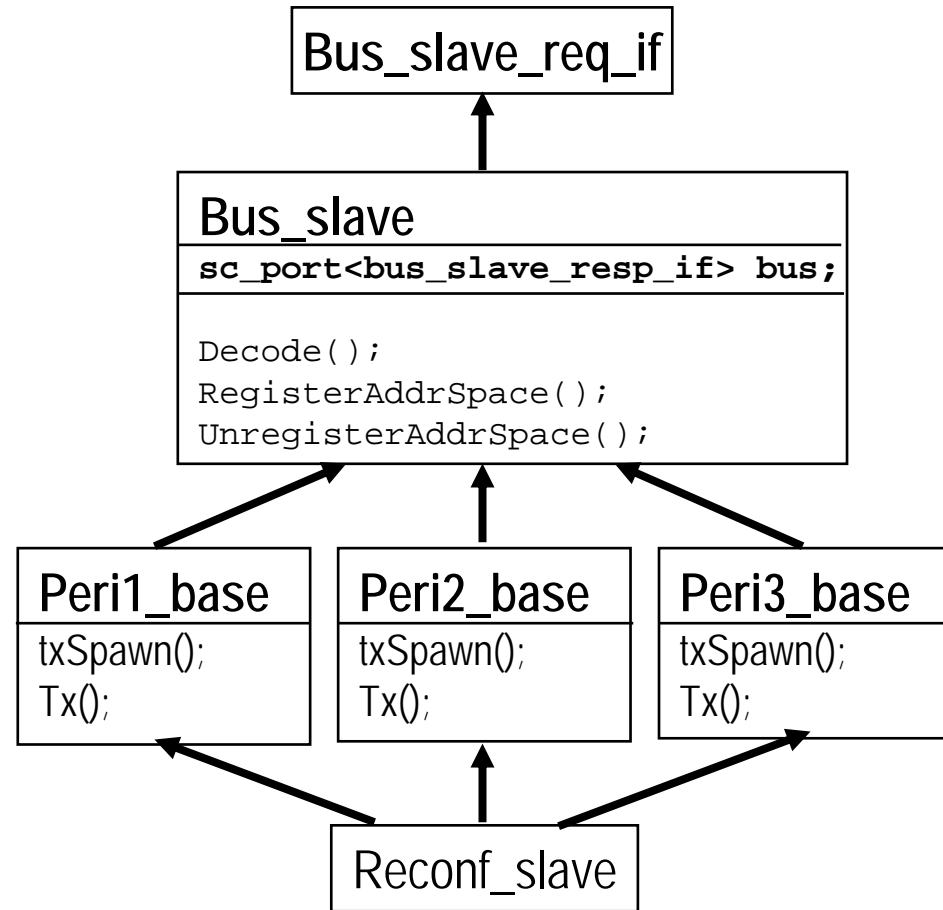 Bus_slave_req_if
Bus_slave
sc_port<bus_slave_resp_if> bus;
Decode();
RegisterAddrSpace();
UnregisterAddrSpace();
Peri1_base
txSpawn();
Tx();
Peri2_base
txSpawn();
Tx();
Peri3_base
txSpawn();
Tx();
Reconf_slave